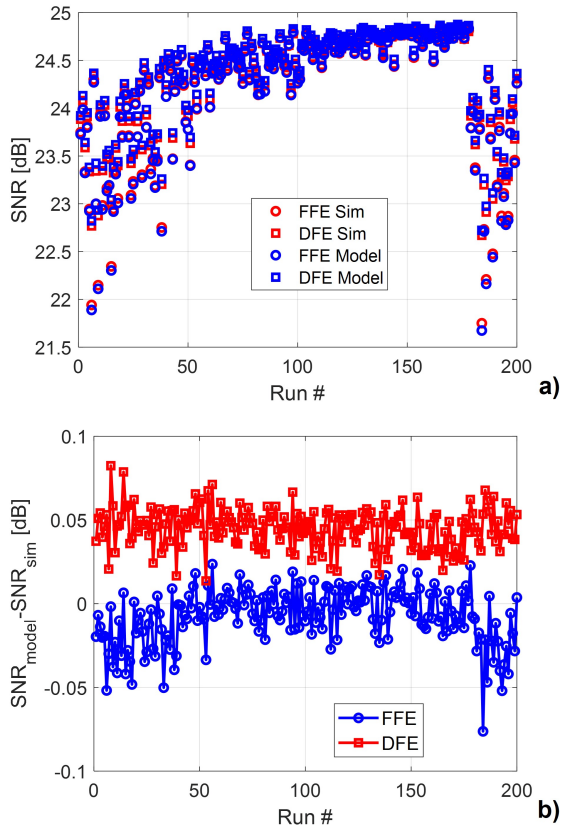 25
24.5
24
23.5
23
22.5
22
21.5
SNR [dB]
FFE Sim
DFE Sim
FFE Model
DFE Model
0 50 100 150 200
Run #
a)
0.1
0.05
0
-0.05
-0.1
SNRmodel-SNRsim [dB]
FFE
DFE
0 50 100 150 200
Run #
b)